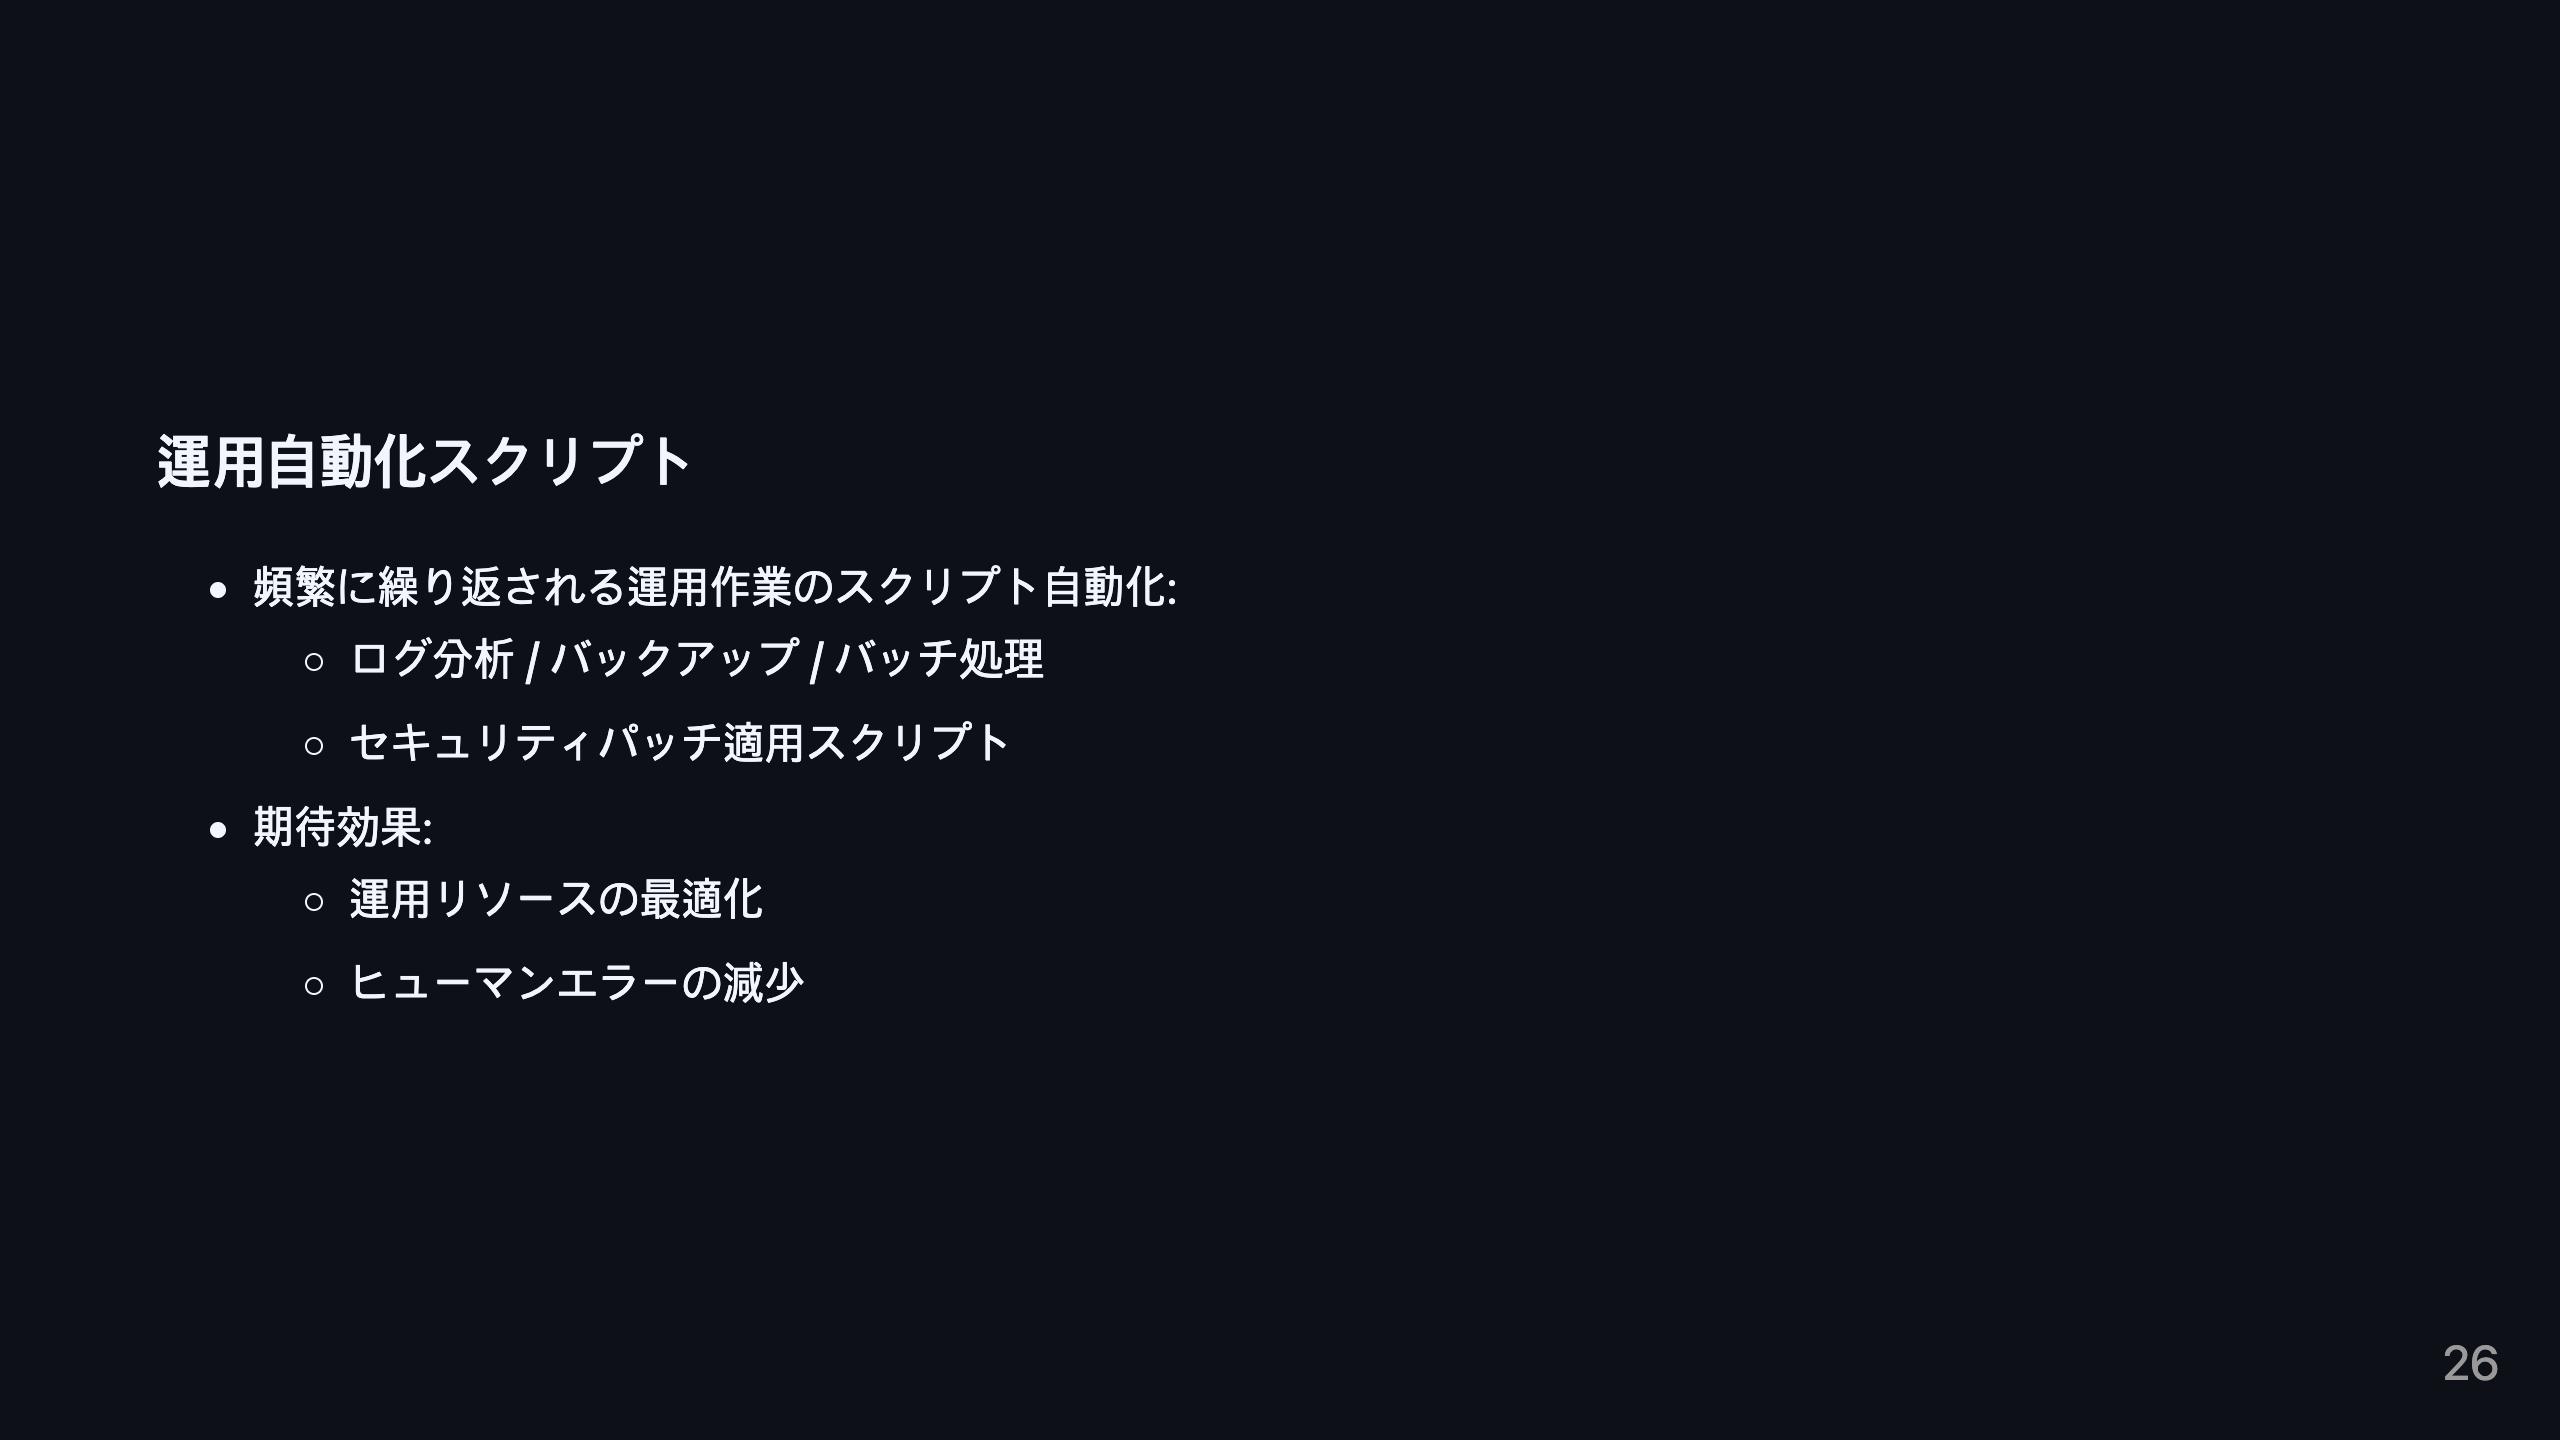 運用自動化スクリプト
頻繁に繰り返される運用作業のスクリプト自動化:
ログ分析 / バックアップ / バッチ処理
セキュリティパッチ適用スクリプト
期待効果:
運用リソースの最適化
ヒューマンエラーの減少
26